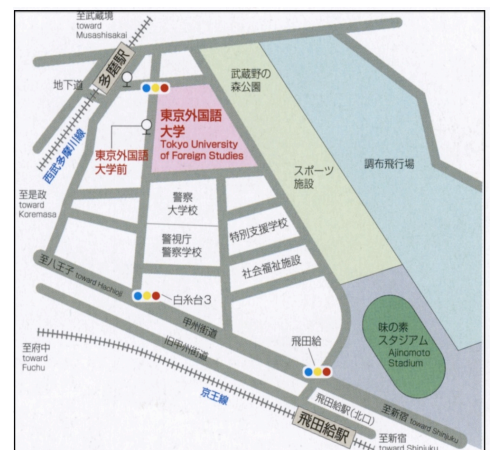 至武蔵境
toward
Musashisakai
多磨駅
地下道
西武多摩川線
東京外国語
大学前
東京外国語
大学
Tokyo University
of Foreign Studies
武蔵野の
森公園
スポーツ
施設
調布飛行場
至是政
toward
Koremasa
警察
大学校
警視庁
警察学校
特別支援学校
社会福祉施設
至八王子 toward Hachioji
白糸台3
甲州街道
旧甲州街道
飛田給
味の素
スタジアム
Ajinomoto
Stadium
至府中
toward
Fuchu
京王線
飛田給駅(北口)
飛田給駅
至新宿 toward Shinjuku
至新宿
toward Shinjuku